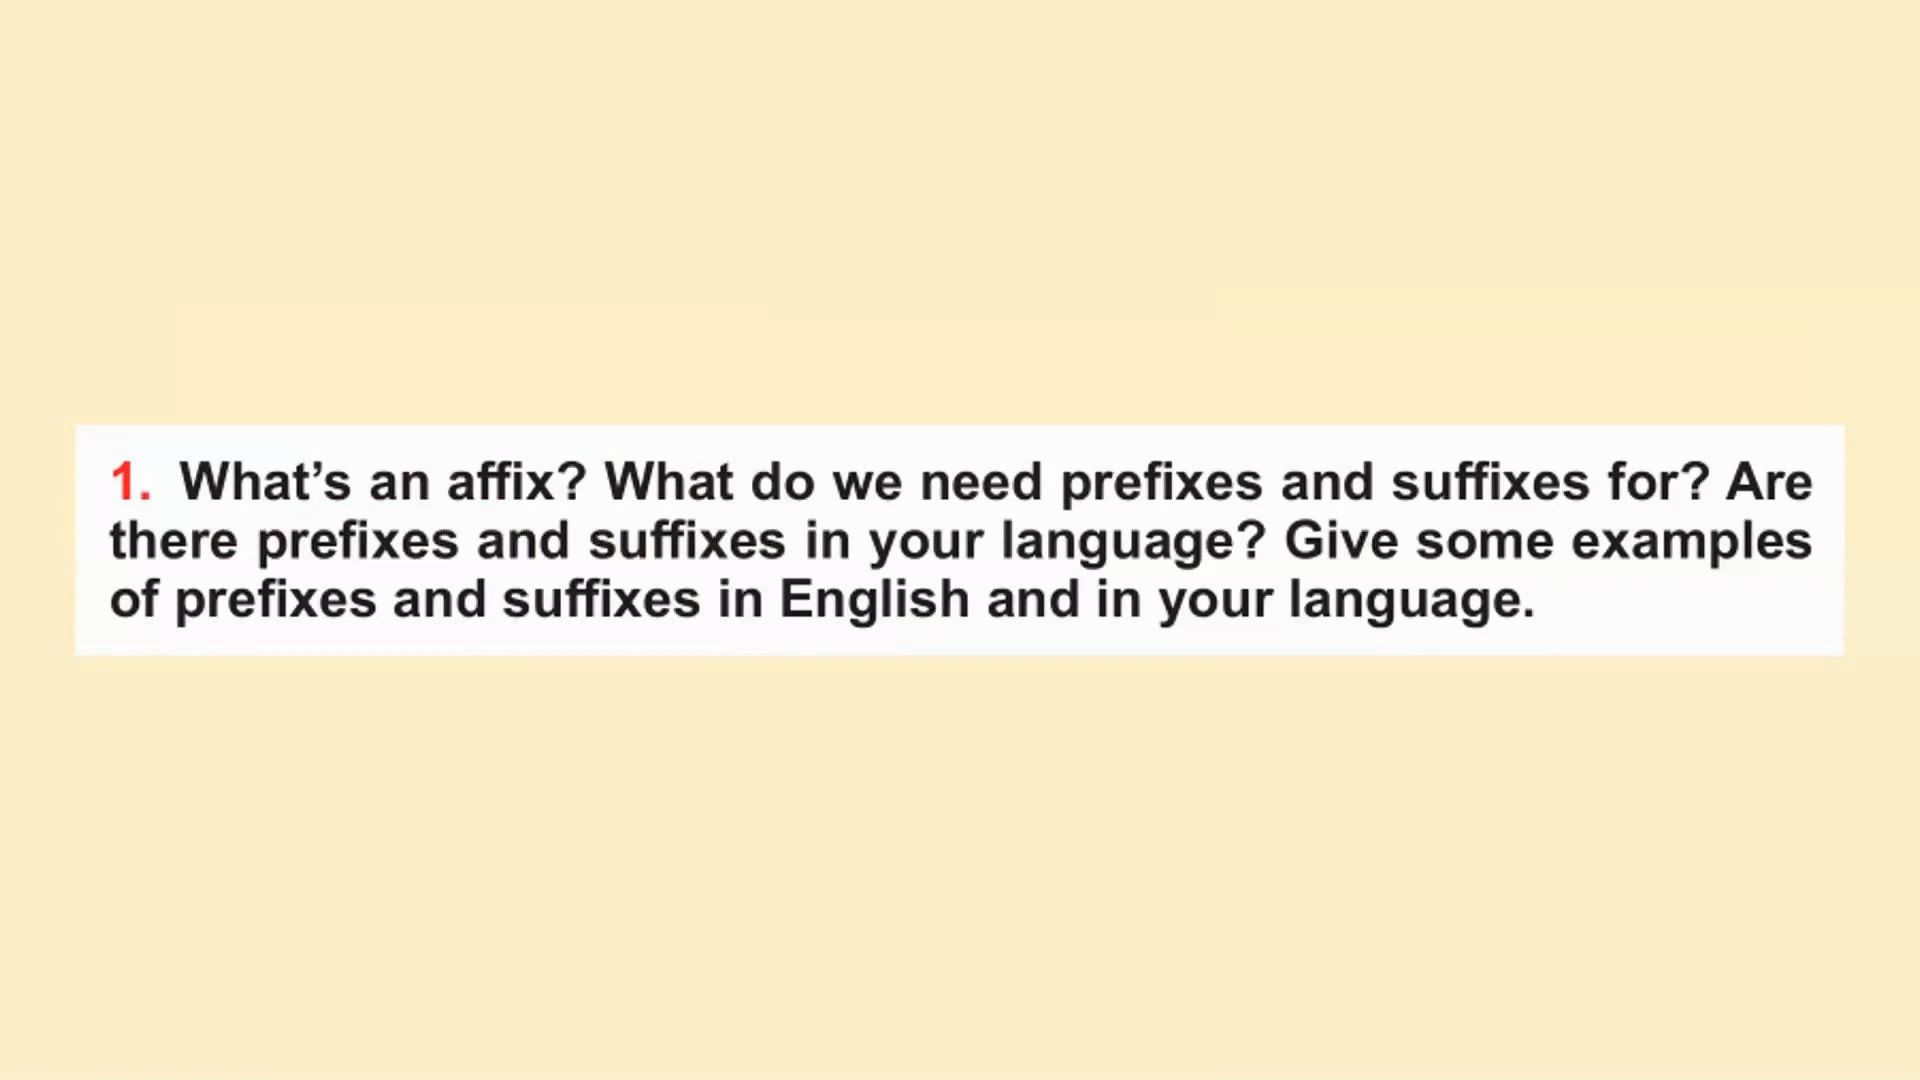 1. What’s an affix? What do we need prefixes and suffixes for? Are
there prefixes and suffixes in your language? Give some examples
of prefixes and suffixes in English and in your language.